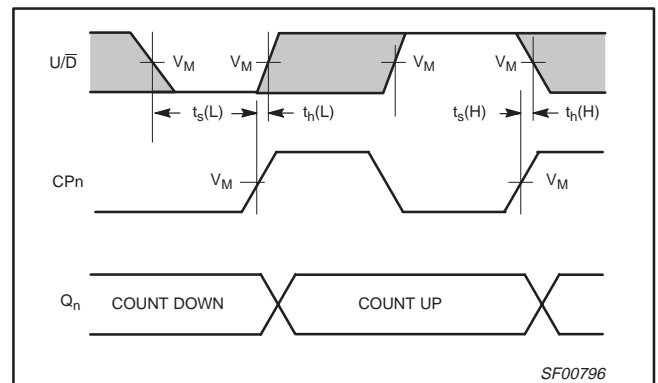 U/D̅ V_M V_M V_M V_M
t_s(L) t_h(L) t_s(H) t_h(H)
CPn V_M V_M
Q_n COUNT DOWN COUNT UP
SF00796